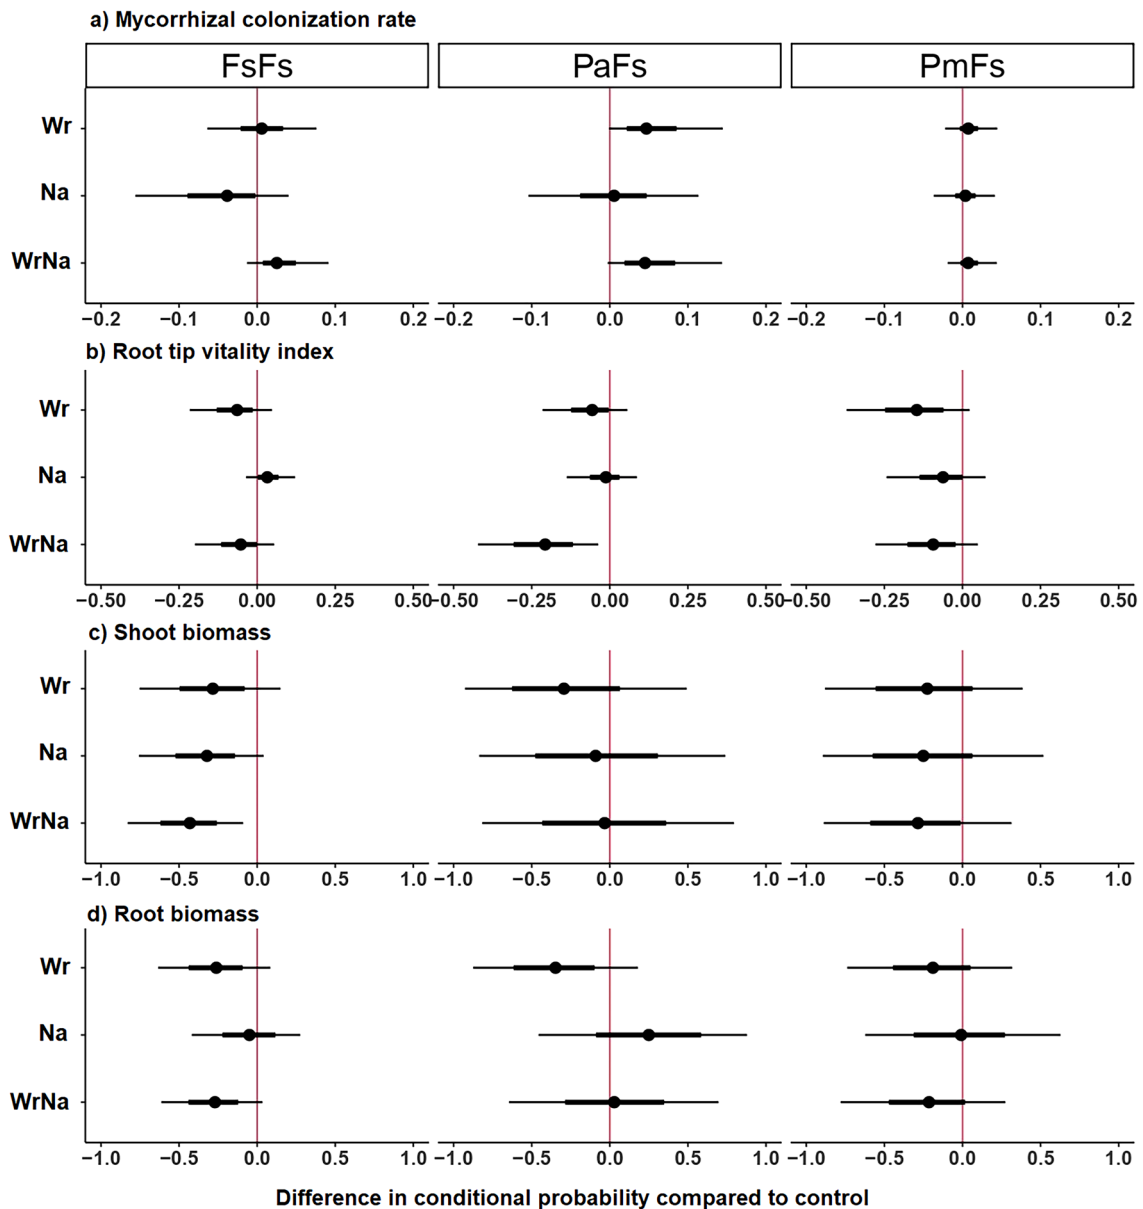 a) Mycorrhizal colonization rate
FsFs PaFs PmFs
Wr
Na
WrNa
−0.2 −0.1 0.0 0.1 0.2 −0.2 −0.1 0.0 0.1 0.2 −0.2 −0.1 0.0 0.1 0.2
b) Root tip vitality index
Wr
Na
WrNa
−0.50 −0.25 0.00 0.25 0.50 −0.50 −0.25 0.00 0.25 0.50 −0.50 −0.25 0.00 0.25 0.50
c) Shoot biomass
Wr
Na
WrNa
−1.0 −0.5 0.0 0.5 1.0 −1.0 −0.5 0.0 0.5 1.0 −1.0 −0.5 0.0 0.5 1.0
d) Root biomass
Wr
Na
WrNa
−1.0 −0.5 0.0 0.5 1.0 −1.0 −0.5 0.0 0.5 1.0 −1.0 −0.5 0.0 0.5 1.0
Difference in conditional probability compared to control